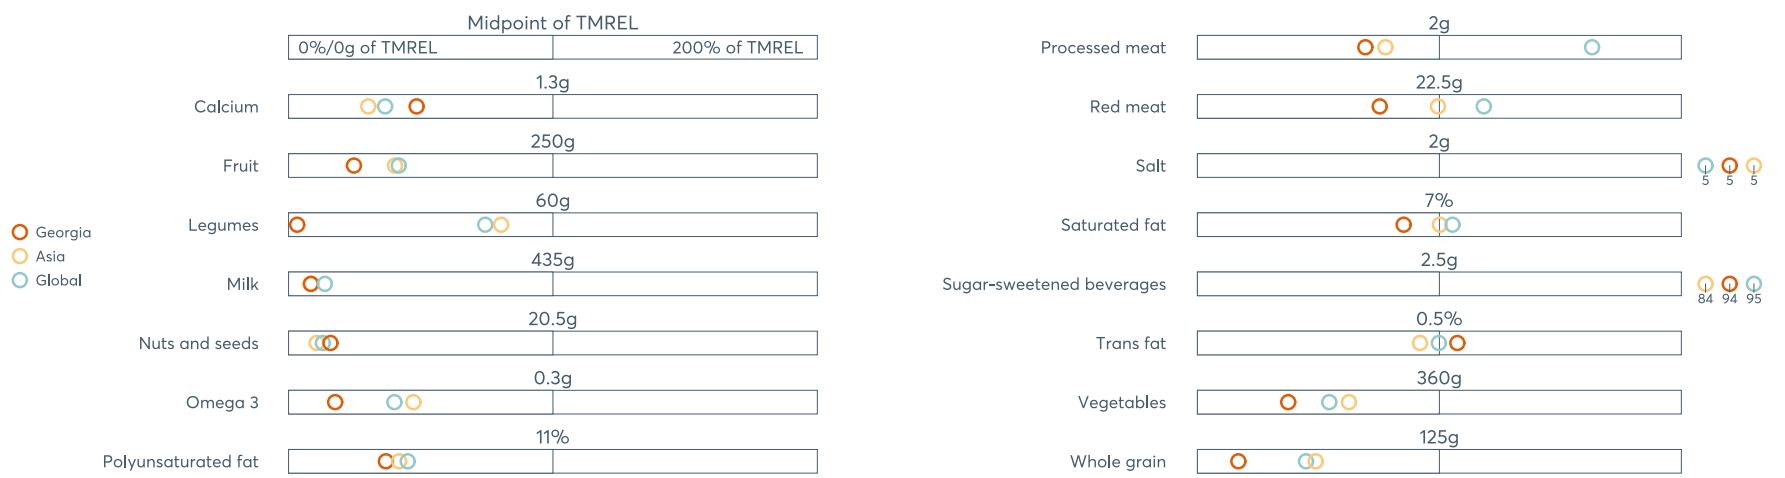 Midpoint of TMREL
0%/0g of TMREL 200% of TMREL
1.3g
Calcium
250g
Fruit
60g
Legumes
435g
Milk
20.5g
Nuts and seeds
0.3g
Omega 3
11%
Polyunsaturated fat
Georgia
Asia
Global
2g
Processed meat
22.5g
Red meat
2g
Salt
5 5 5
7%
Saturated fat
2.5g
Sugar-sweetened beverages
84 94 95
0.5%
Trans fat
360g
Vegetables
125g
Whole grain